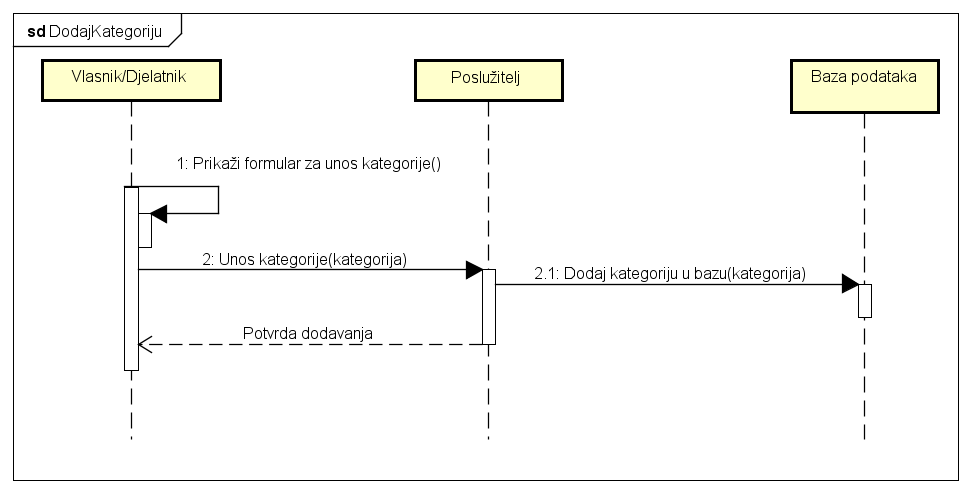 sd DodajKategoriju
Vlasnik/Djelatnik
Poslužitelj
Baza podataka
1: Prikaži formular za unos kategorije()
2: Unos kategorije(kategorija)
2.1: Dodaj kategoriju u bazu(kategorija)
Potvrda dodavanja